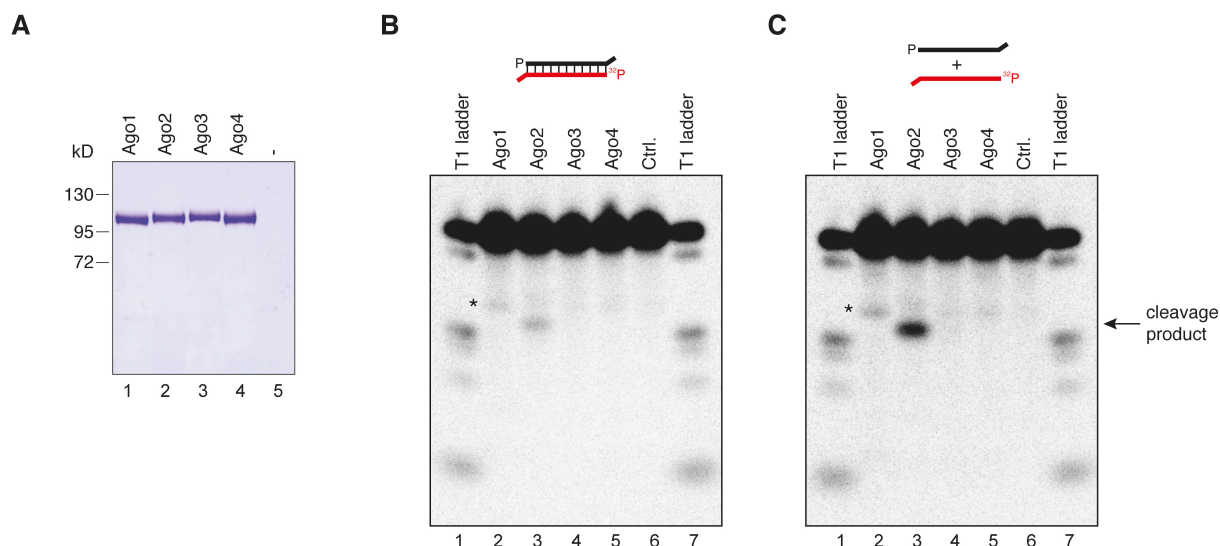 A
kD
Ago1
Ago2
Ago3
Ago4
-
130
95
72
1 2 3 4 5
B
P
32P
T1 ladder
Ago1
Ago2
Ago3
Ago4
Ctrl.
T1 ladder
*
1 2 3 4 5 6 7
C
P
+
32P
T1 ladder
Ago1
Ago2
Ago3
Ago4
Ctrl.
T1 ladder
*
cleavage
product
1 2 3 4 5 6 7